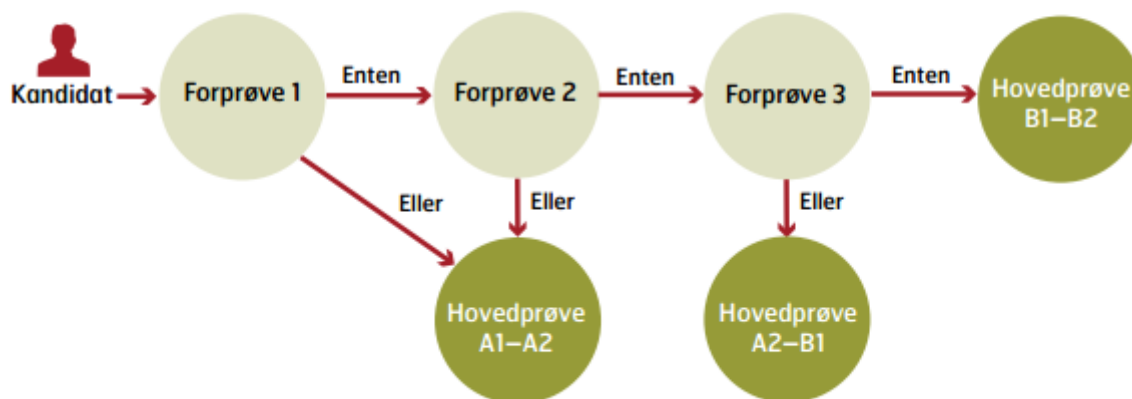 Kandidat
Forprøve 1
Enten
Forprøve 2
Enten
Forprøve 3
Enten
Hovedprøve
B1–B2
Eller
Eller
Eller
Hovedprøve
A1–A2
Hovedprøve
A2–B1